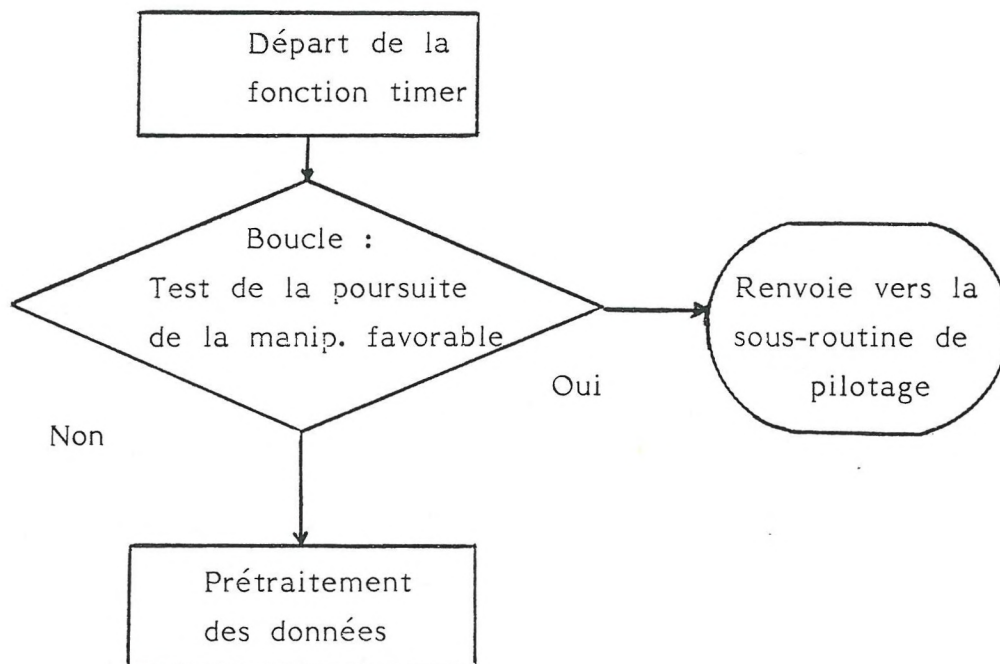 Départ de la
fonction timer
Boucle :
Test de la poursuite
de la manip. favorable
Renvoie vers la
sous-routine de
pilotage
Oui
Non
Prétraitement
des données